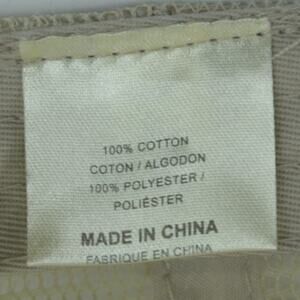 100% COTTON
COTON / ALGODON
100% POLYESTER /
POLIÉSTER
MADE IN CHINA
FABRIQUE EN CHINA